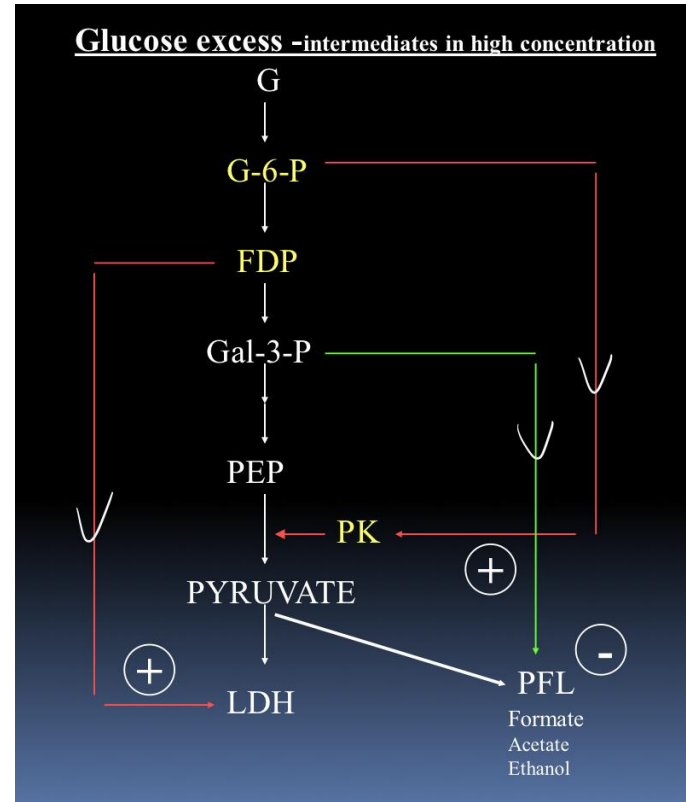 Glucose excess -intermediates in high concentration
G
G-6-P
FDP
Gal-3-P
PEP
PK
+
PYRUVATE
-
+
PFL
LDH
Formate
Acetate
Ethanol